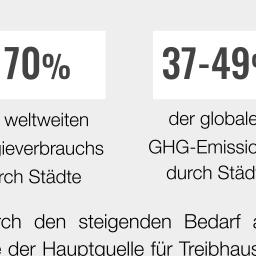 70%
weltweiten
gieverbrauchs
rch Städte
37-49%
der globale
GHG-Emissio
durch Städ
rch den steigenden Bedarf a
e der Hauptquelle für Treibhaus